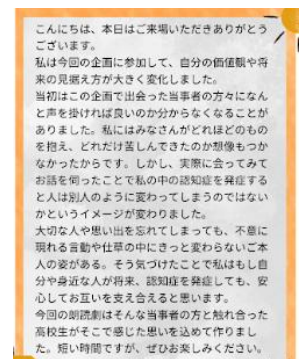 こんにちは、本日はご来場いただきありがとう
ございます。
私は今回の企画に参加して、自分の価値観や将
来の見据え方が大きく変化しました。
当初はこの企画で出会った当事者の方々になん
と声を掛ければ良いのか分からなくなることが
ありました。私にはみなさんがどれほどのもの
を抱え、どれだけ苦しんできたのか想像もつか
なかったからです。しかし、実際に会ってみて
お話を伺ったことで私の中の認知症を発症する
と人は別人のように変わってしまうのではない
かというイメージが変わりました。
大切な人や思い出を忘れてしまっても、不意に
現れる言動や仕草の中にきっと変わらないご本
人の姿がある。そう気づけたことで私はもし自
分や身近な人が将来、認知症を発症しても、安
心してお互いを支え合えると思います。
今回の朗読劇はそんな当事者の方と触れ合った
高校生がそこで感じた思いを込めて作りまし
た。短い時間ですが、ぜひお楽しみください。